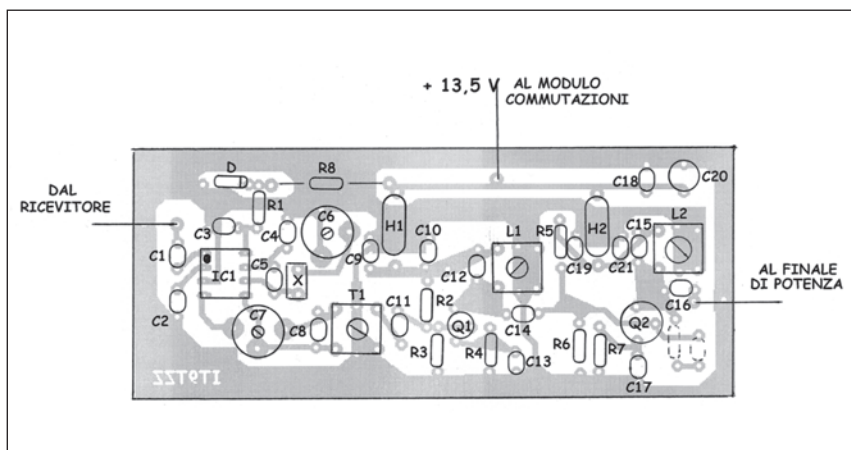 + 13,5 V
AL MODULO
COMMUTAZIONI
DAL
RICEVITORE
D
R8
R1
C3
C4
C6
H1
C10
L1
R5
H2
C18
C20
C15
L2
C1
IC1
C5
X
C9
C12
C19
C21
C16
AL FINALE
DI POTENZA
C2
C7
C8
T1
C11
R2
Q1
C14
Q2
R3
R4
C13
R6
R7
C17
IT9TZZ